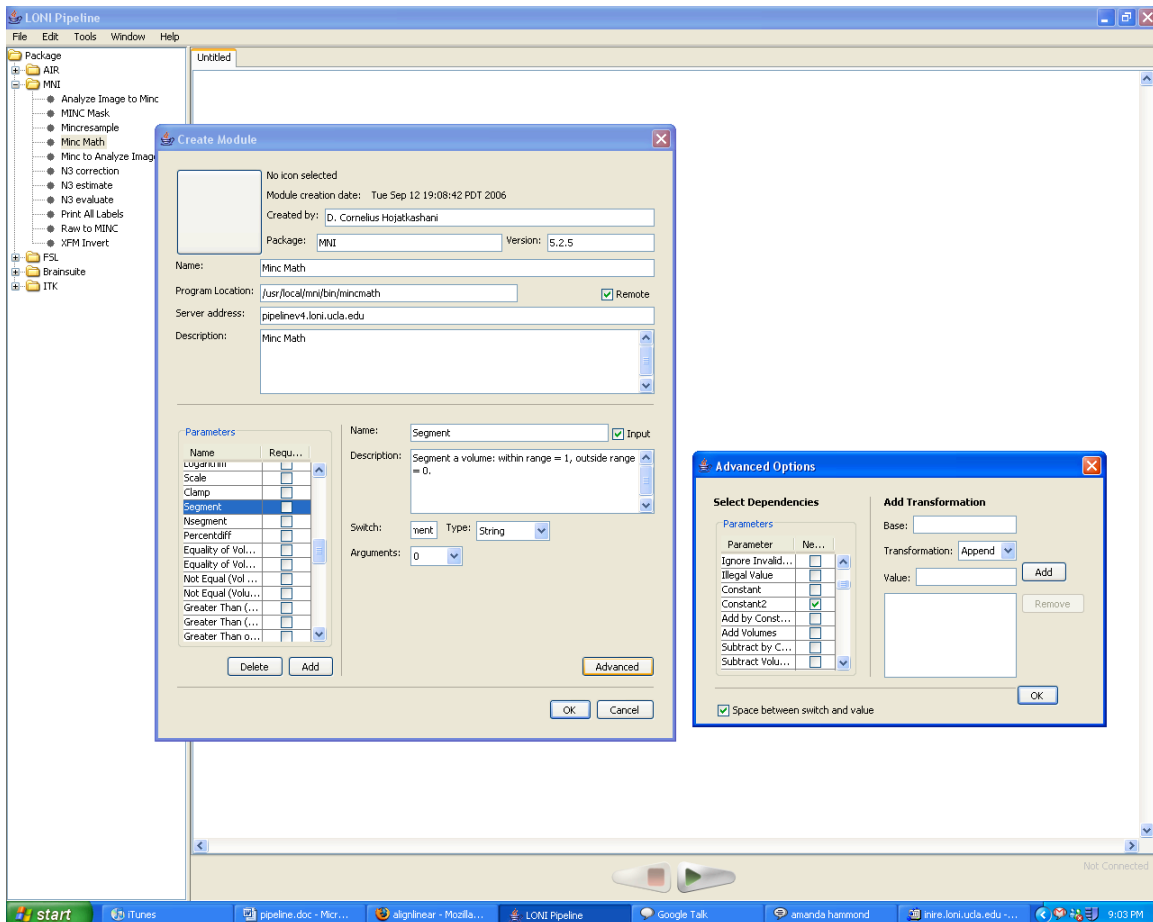 LONI Pipeline
File Edit Tools Window Help
Package
AIR
MNI
Analyze Image to Minc
MINC Mask
Mincresample
Minc Math
Minc to Analyze Imag
N3 correction
N3 estimate
N3 evaluate
Print All Labels
Raw to MINC
XFM Invert
FSL
Brainsuite
ITK
Untitled
Create Module
No icon selected
Module creation date: Tue Sep 12 19:08:42 PDT 2006
Created by: D. Cornelius Hojatkashani
Package: MNI Version: 5.2.5
Name: Minc Math
Program Location: /usr/local/mni/bin/mincmath Remote
Server address: pipelinev4.loni.ucla.edu
Description: Minc Math
Parameters
Name Requ...
Logarithm
Scale
Clamp
Segment
Nsegment
Percentdiff
Equality of Vol...
Equality of Vol...
Not Equal (Vol ...
Not Equal (Volu...
Greater Than (...
Greater Than (...
Greater Than o...
Delete Add
Name: Segment Input
Description: Segment a volume: within range = 1, outside range
= 0.
Switch: ment Type: String
Arguments: 0
Advanced
OK Cancel
Advanced Options
Select Dependencies
Parameters
Parameter Ne...
Ignore Invalid...
Illegal Value
Constant
Constant2
Add by Const...
Add Volumes
Subtract by C...
Subtract Volu...
Space between switch and value
Add Transformation
Base:
Transformation: Append
Value: Add
Remove
OK
Not Connected
start iTunes pipeline.doc - Micr... alignlinear - Mozilla... LONI Pipeline Google Talk amanda hammond inire.loni.ucla.edu -... 9:03 PM